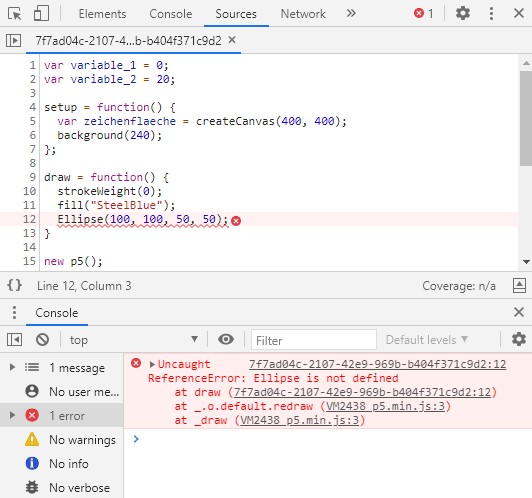 Elements Console Sources Network » 1
7f7ad04c-2107-4...b-b404f371c9d2 ×
1 var variable_1 = 0;
2 var variable_2 = 20;
3
4 setup = function() {
5 var zeichenflaeche = createCanvas(400, 400);
6 background(240);
7 };
8
9 draw = function() {
10 strokeWeight(0);
11 fill("SteelBlue");
12 Ellipse(100, 100, 50, 50);
13 }
14
15 new p5();
{} Line 12, Column 3 Coverage: n/a
Console
top Filter Default levels
1 message
No user me...
1 error
No warnings
No info
No verbose
Uncaught 7f7ad04c-2107-42e9-969b-b404f371c9d2:12
ReferenceError: Ellipse is not defined
at draw (7f7ad04c-2107-42e9-969b-b404f371c9d2:12)
at _.o.default.redraw (VM2438 p5.min.js:3)
at _draw (VM2438 p5.min.js:3)